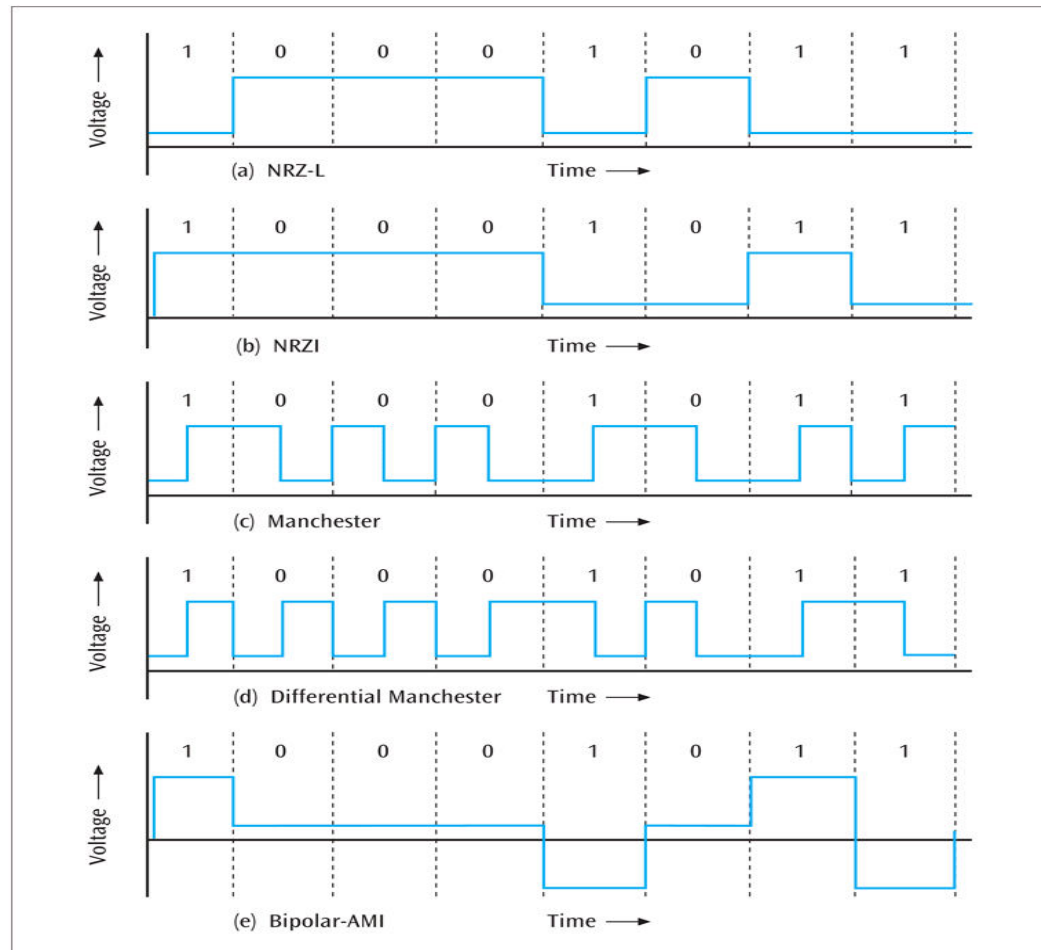 1 0 0 0 1 0 1 1
Voltage
(a) NRZ-L Time
1 0 0 0 1 0 1 1
Voltage
(b) NRZI Time
1 0 0 0 1 0 1 1
Voltage
(c) Manchester Time
1 0 0 0 1 0 1 1
Voltage
(d) Differential Manchester Time
1 0 0 0 1 0 1 1
Voltage
(e) Bipolar-AMI Time